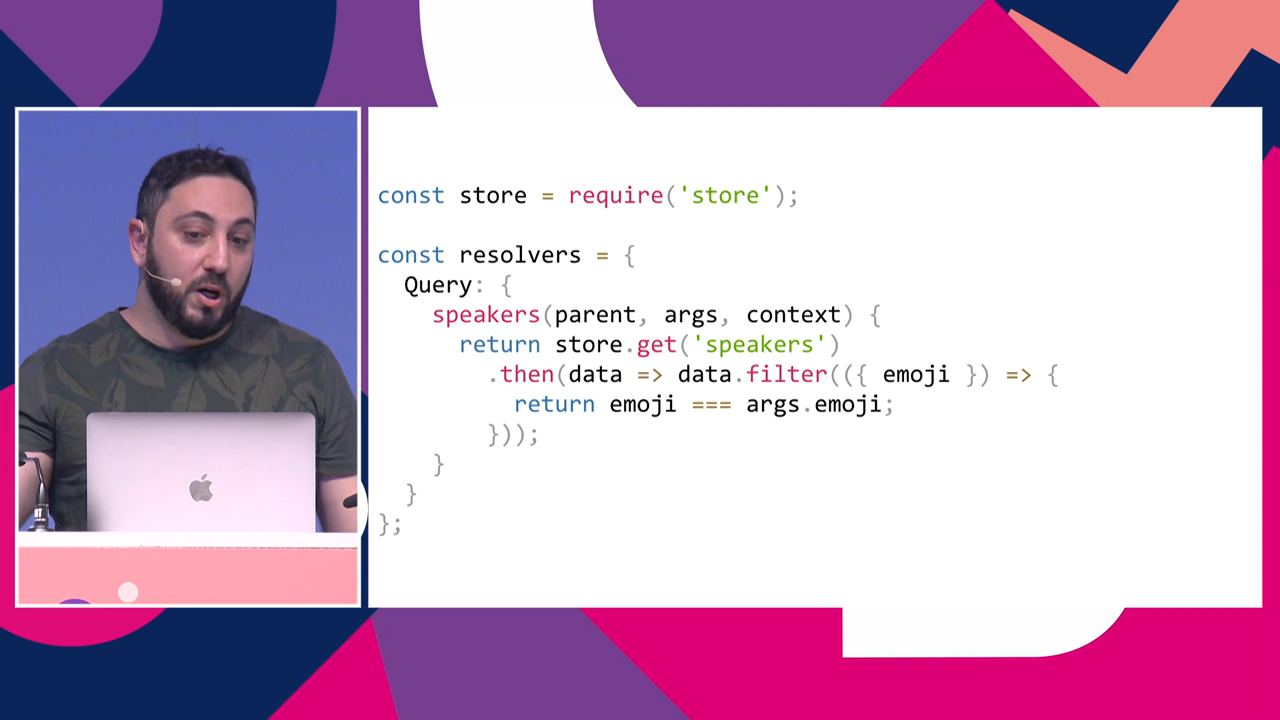 const store = require('store');
const resolvers = {
Query: {
speakers(parent, args, context) {
return store.get('speakers')
.then(data => data.filter(({ emoji }) => {
return emoji === args.emoji;
}));
}
}
};